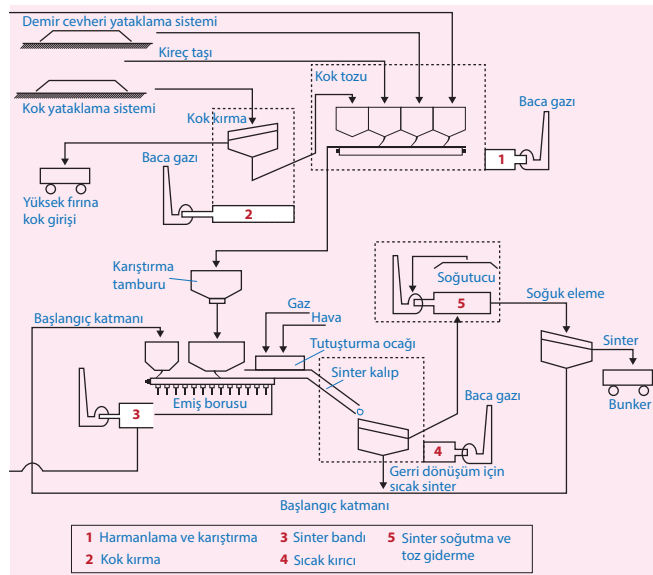 Demir cevheri yataklama sistemi
Kireç taşı
Kok tozu
Kok yataklama sistemi
Kok kırma
Baca gazı
1
Baca gazı
Yüksek fırına
kok girişi
2
Karıştırma
tamburu
Soğutucu
5
Soğuk eleme
Gaz
Hava
Başlangıç katmanı
Tutuşturma ocağı
Sinter
Sinter kalıp
Bunker
Baca gazı
Emiş borusu
3
4
Gerri dönüşüm için
sıcak sinter
Başlangıç katmanı
1 Harmanlama ve karıştırma
2 Kok kırma
3 Sinter bandı
4 Sıcak kırıcı
5 Sinter soğutma ve
toz giderme